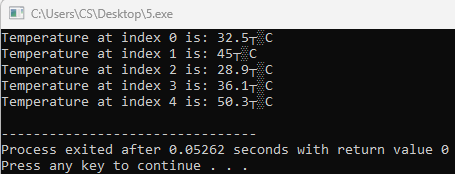 C:\Users\CS\Desktop\5.exe
Temperature at index 0 is: 32.5┬░C
Temperature at index 1 is: 45┬░C
Temperature at index 2 is: 28.9┬░C
Temperature at index 3 is: 36.1┬░C
Temperature at index 4 is: 50.3┬░C
--------------------------------
Process exited after 0.05262 seconds with return value 0
Press any key to continue . . .